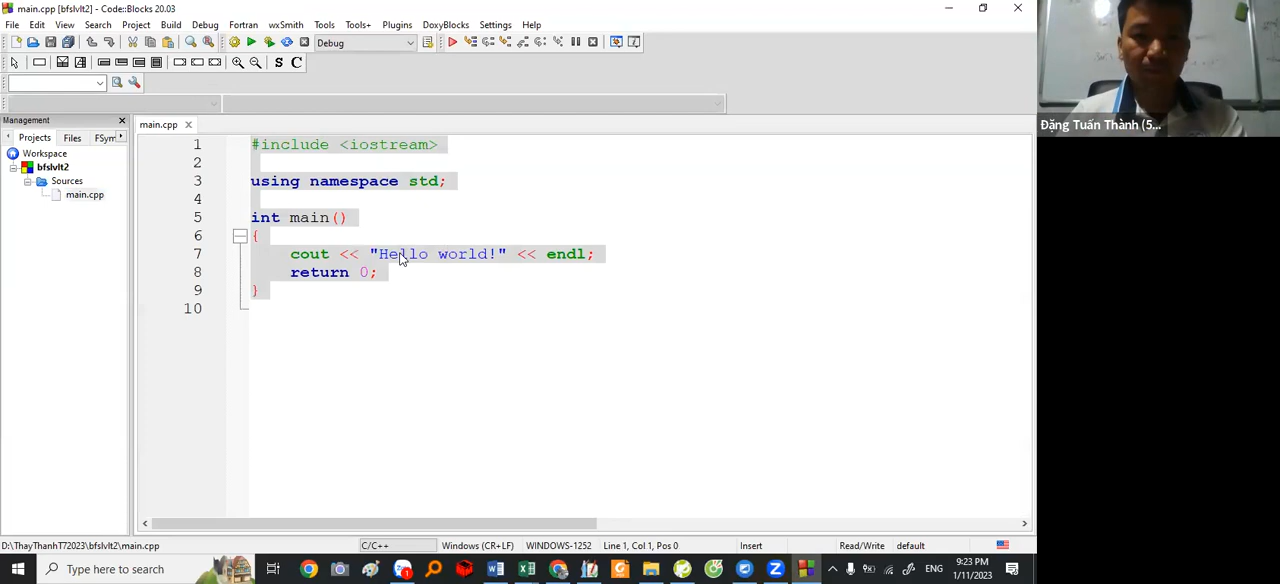 main.cpp [bfslvlt2] - Code::Blocks 20.03
File Edit View Search Project Build Debug Fortran wxSmith Tools Tools+ Plugins DoxyBlocks Settings Help
Debug
S C
Management
Projects Files FSym
Workspace
bfslvlt2
Sources
main.cpp
main.cpp
1 #include <iostream>
2
3 using namespace std;
4
5 int main()
6 {
7 cout << "Hello world!" << endl;
8 return 0;
9 }
10
Đặng Tuấn Thành (5...
D:\ThayThanhT72023\bfslvlt2\main.cpp C/C++ Windows (CR+LF) WINDOWS-1252 Line 1, Col 1, Pos 0 Insert Read/Write default
Type here to search
ENG
9:23 PM
1/11/2023